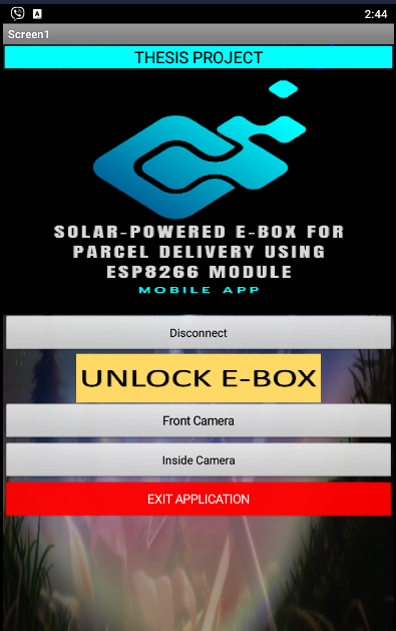 A
2:44
Screen1
THESIS PROJECT
SOLAR-POWERED E-BOX FOR
PARCEL DELIVERY USING
ESP8266 MODULE
MOBILE APP
Disconnect
UNLOCK E-BOX
Front Camera
Inside Camera
EXIT APPLICATION